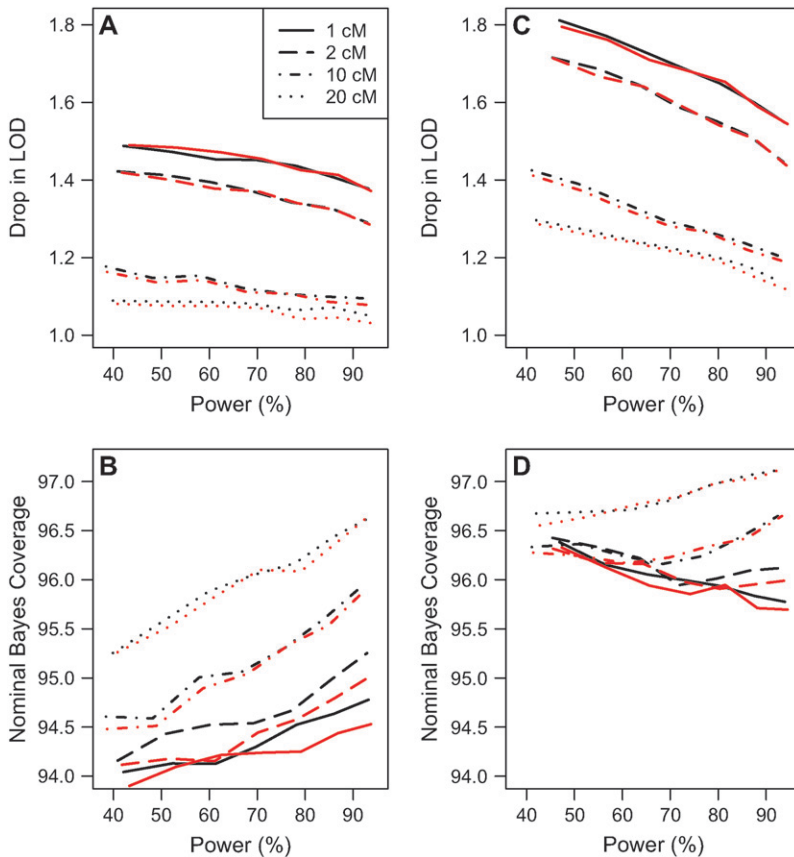 A
1 cM
2 cM
10 cM
20 cM
Drop in LOD
1.8
1.6
1.4
1.2
1.0
40 50 60 70 80 90
Power (%)
C
Drop in LOD
1.8
1.6
1.4
1.2
1.0
40 50 60 70 80 90
Power (%)
B
Nominal Bayes Coverage
97.0
96.5
96.0
95.5
95.0
94.5
94.0
40 50 60 70 80 90
Power (%)
D
Nominal Bayes Coverage
97.0
96.5
96.0
95.5
95.0
94.5
94.0
40 50 60 70 80 90
Power (%)